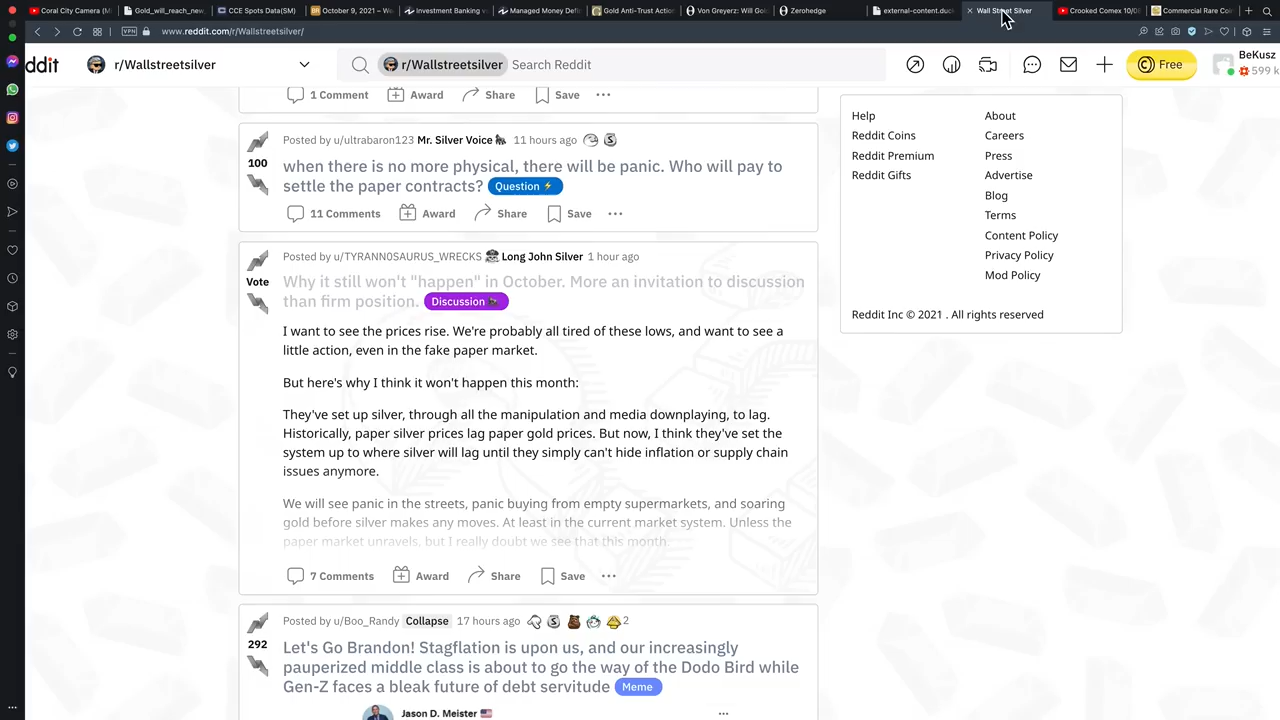 Coral City Camera (M
Gold_will_reach_new
CCE Spots Data(SM)
October 9, 2021 – We
Investment Banking v
Managed Money Defi
Gold Anti-Trust Action
Von Greyerz: Will Gol
Zerohedge
external-content.duck
Wall Street Silver
Crooked Comex 10/0
Commercial Rare Coi
VPN
www.reddit.com/r/Wallstreetsilver/
ddit
r/Wallstreetsilver
r/Wallstreetsilver
Search Reddit
Free
BeKusz
599 k
1 Comment
Award
Share
Save
Posted by u/ultrabaron123 Mr. Silver Voice 11 hours ago
100
when there is no more physical, there will be panic. Who will pay to
settle the paper contracts? Question
11 Comments
Award
Share
Save
Posted by u/TYRANN0SAURUS_WRECKS Long John Silver 1 hour ago
Vote
Why it still won't "happen" in October. More an invitation to discussion
than firm position. Discussion
I want to see the prices rise. We're probably all tired of these lows, and want to see a
little action, even in the fake paper market.
But here's why I think it won't happen this month:
They've set up silver, through all the manipulation and media downplaying, to lag.
Historically, paper silver prices lag paper gold prices. But now, I think they've set the
system up to where silver will lag until they simply can't hide inflation or supply chain
issues anymore.
We will see panic in the streets, panic buying from empty supermarkets, and soaring
gold before silver makes any moves. At least in the current market system. Unless the
paper market unravels, but I really doubt we see that this month.
7 Comments
Award
Share
Save
Posted by u/Boo_Randy Collapse 17 hours ago
2
292
Let's Go Brandon! Stagflation is upon us, and our increasingly
pauperized middle class is about to go the way of the Dodo Bird while
Gen-Z faces a bleak future of debt servitude Meme
Jason D. Meister
Help
About
Reddit Coins
Careers
Reddit Premium
Press
Reddit Gifts
Advertise
Blog
Terms
Content Policy
Privacy Policy
Mod Policy
Reddit Inc © 2021 . All rights reserved